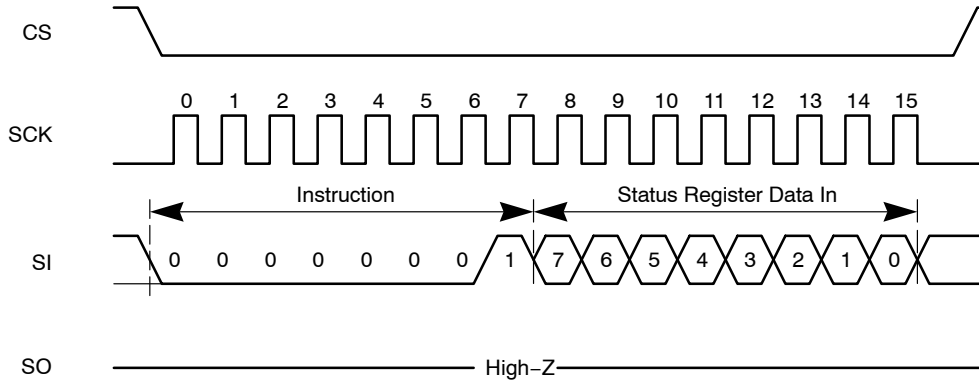 CS
0 1 2 3 4 5 6 7 8 9 10 11 12 13 14 15
SCK
Instruction Status Register Data In
SI 0 0 0 0 0 0 0 1 7 6 5 4 3 2 1 0
SO High−Z